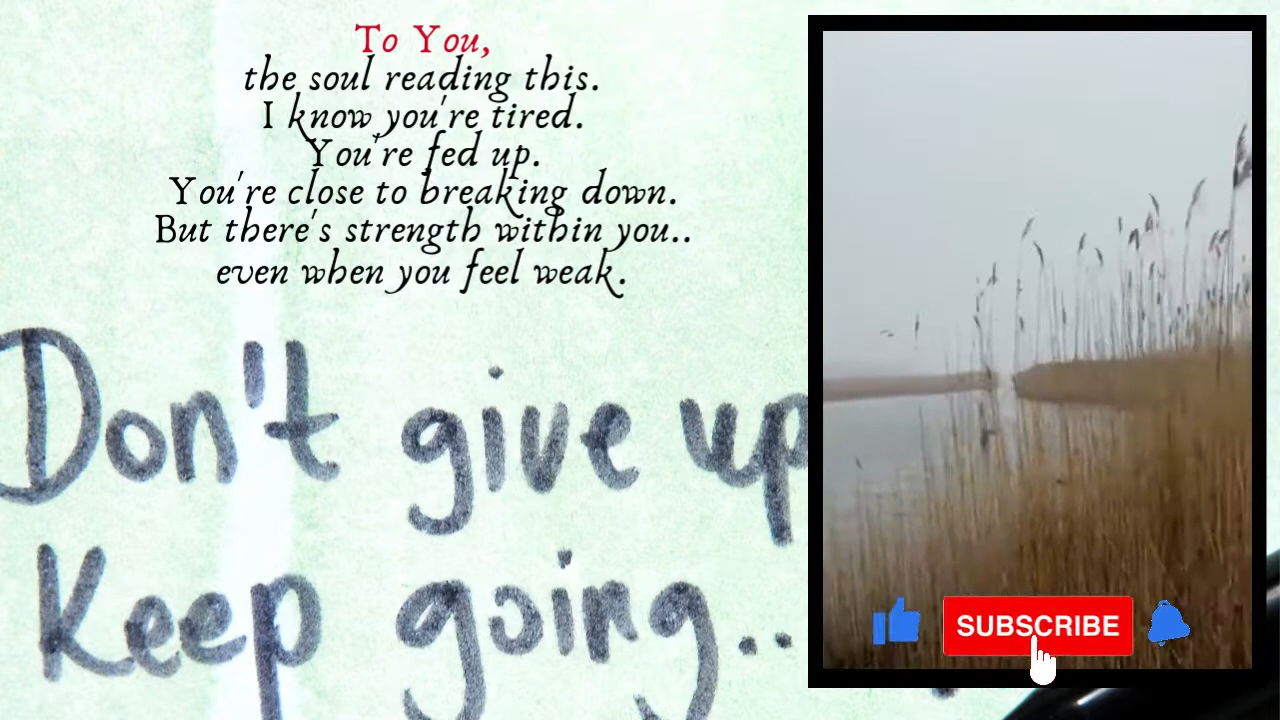 To You,
the soul reading this.
I know you're tired.
You're fed up.
You're close to breaking down.
But there's strength within you..
even when you feel weak.
Don't give up
Keep going..
SUBSCRIBE